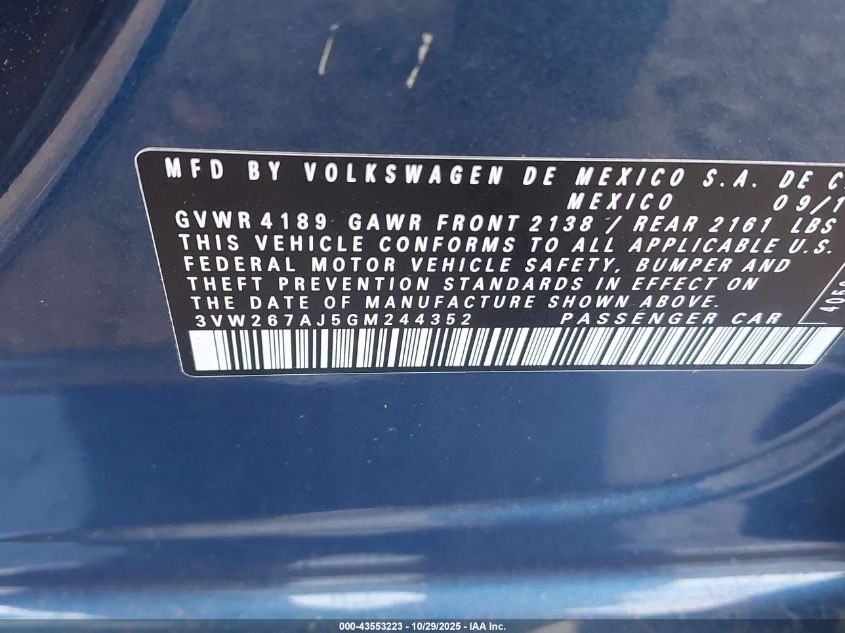 MFD BY VOLKSWAGEN DE MEXICO S.A. DE C
MEXICO 09/1
GVWR 4189 GAWR FRONT 2138 / REAR 2161 LBS
THIS VEHICLE CONFORMS TO ALL APPLICABLE U.S.
FEDERAL MOTOR VEHICLE SAFETY, BUMPER AND
THEFT PREVENTION STANDARDS IN EFFECT ON
THE DATE OF MANUFACTURE SHOWN ABOVE.
3VW267AJ5GM244352 PASSENGER CAR
000-43553223 - 10/29/2025 - IAA Inc.